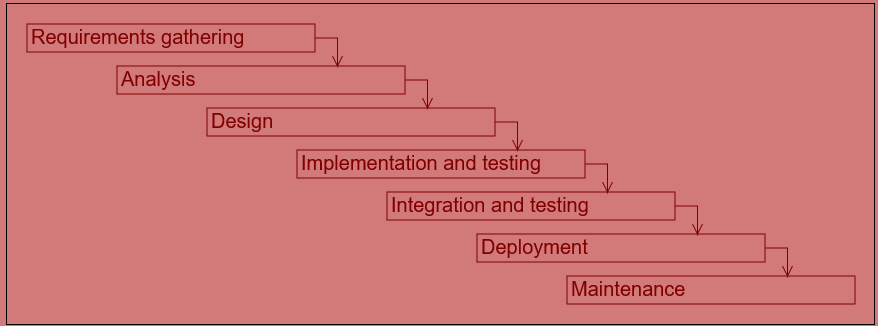 Requirements gathering
Analysis
Design
Implementation and testing
Integration and testing
Deployment
Maintenance